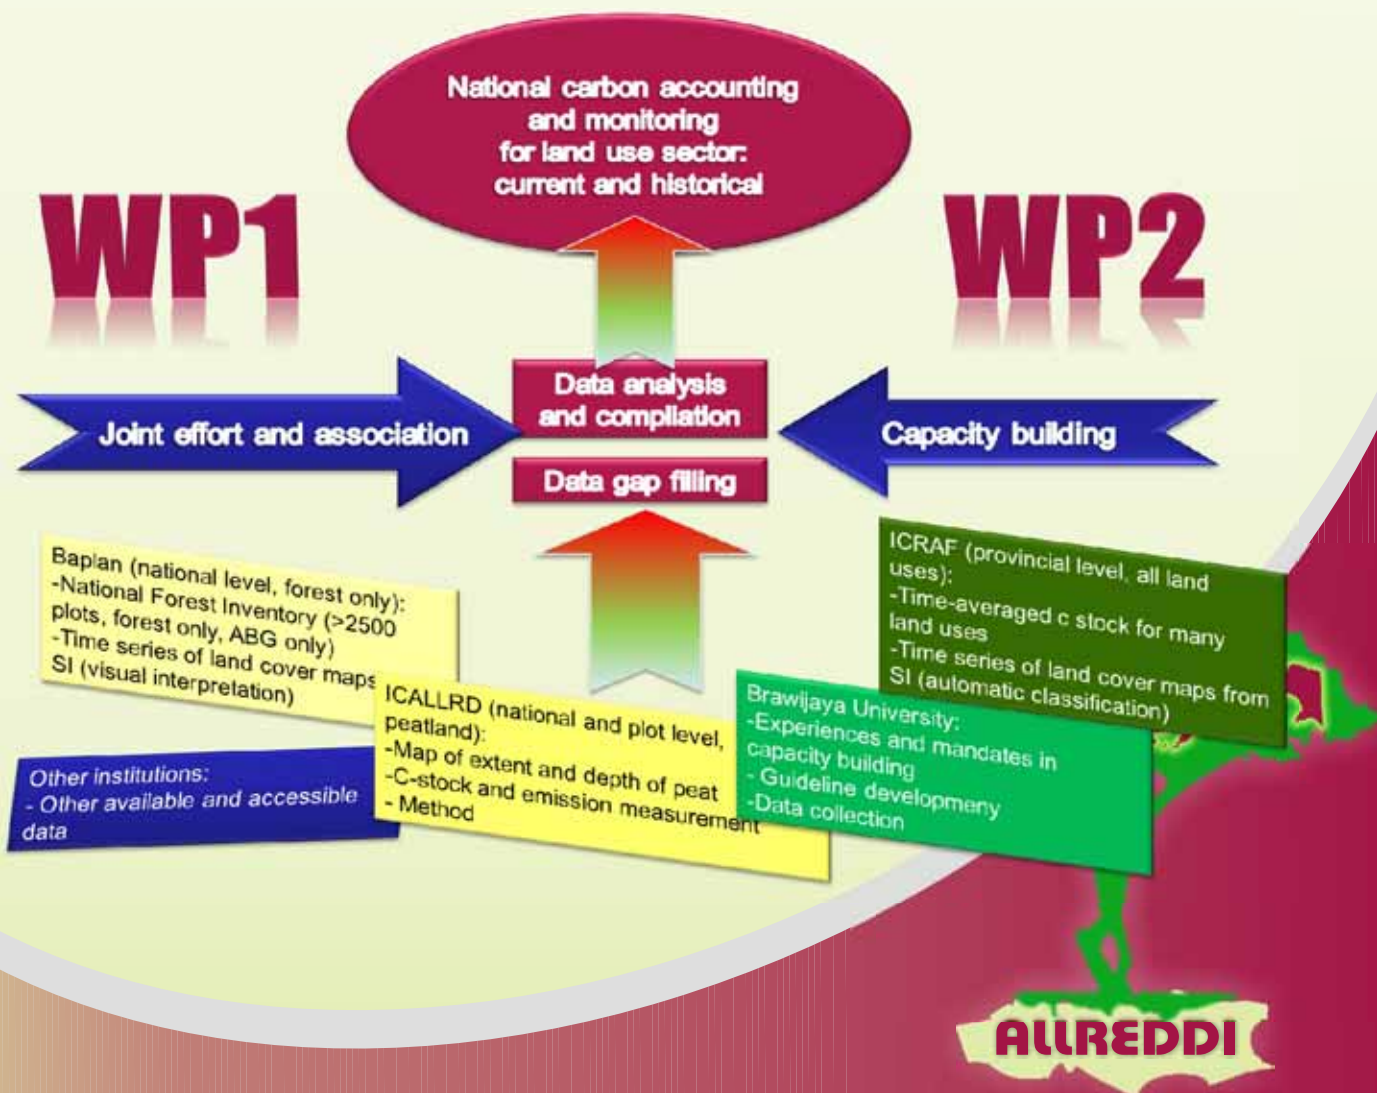 National carbon accounting
and monitoring
for land use sector:
current and historical
WP1
WP2
Joint effort and association
Data analysis
and compilation
Capacity building
Data gap filling
Baplan (national level, forest only):
-National Forest Inventory (>2500
plots, forest only, ABG only)
-Time series of land cover maps
SI (visual interpretation)
ICRAF (provincial level, all land
uses):
-Time-averaged c stock for many
land uses
-Time series of land cover maps from
SI (automatic classification)
Other institutions:
- Other available and accessible
data
ICALLRD (national and plot level,
peatland):
-Map of extent and depth of peat
-C-stock and emission measurement
- Method
Brawijaya University:
-Experiences and mandates in
capacity building
- Guideline developmeny
-Data collection
ALLREDDI